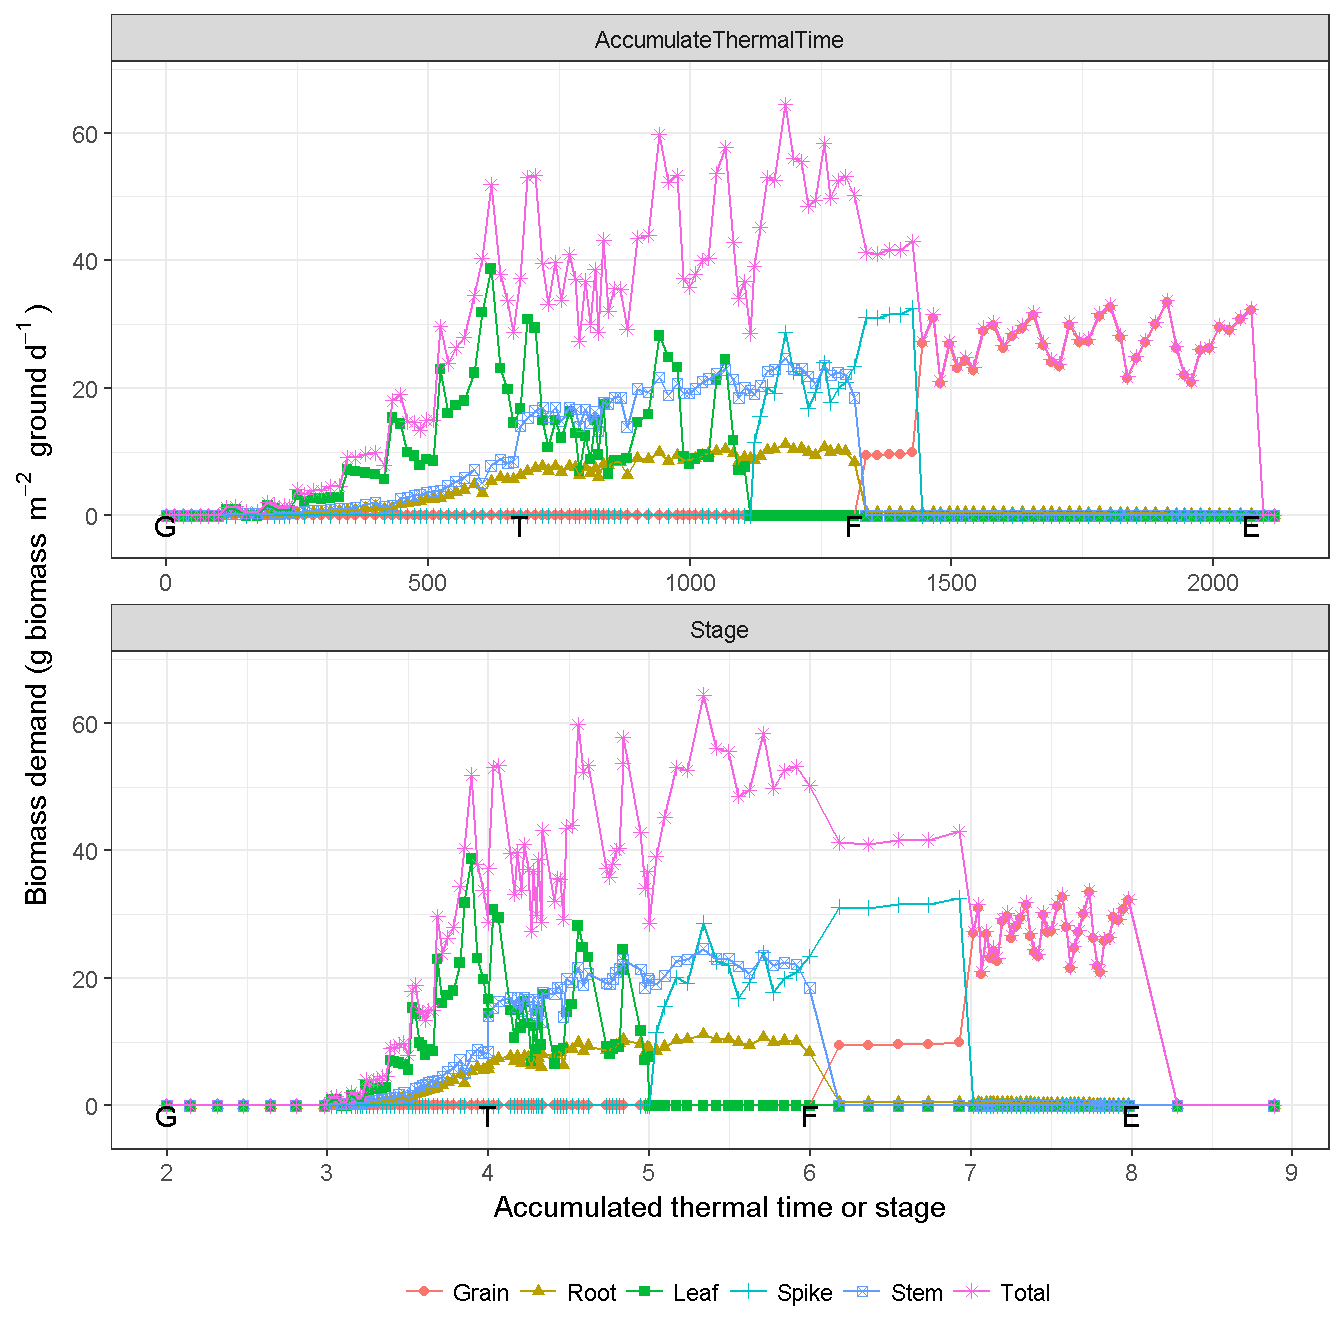 AccumulateThermalTime
60
40
20
0
G T F E
0 500 1000 1500 2000
Stage
60
40
20
0
G T F E
2 3 4 5 6 7 8 9
Biomass demand (g biomass m⁻² ground d⁻¹ )
Accumulated thermal time or stage
Grain Root Leaf Spike Stem Total